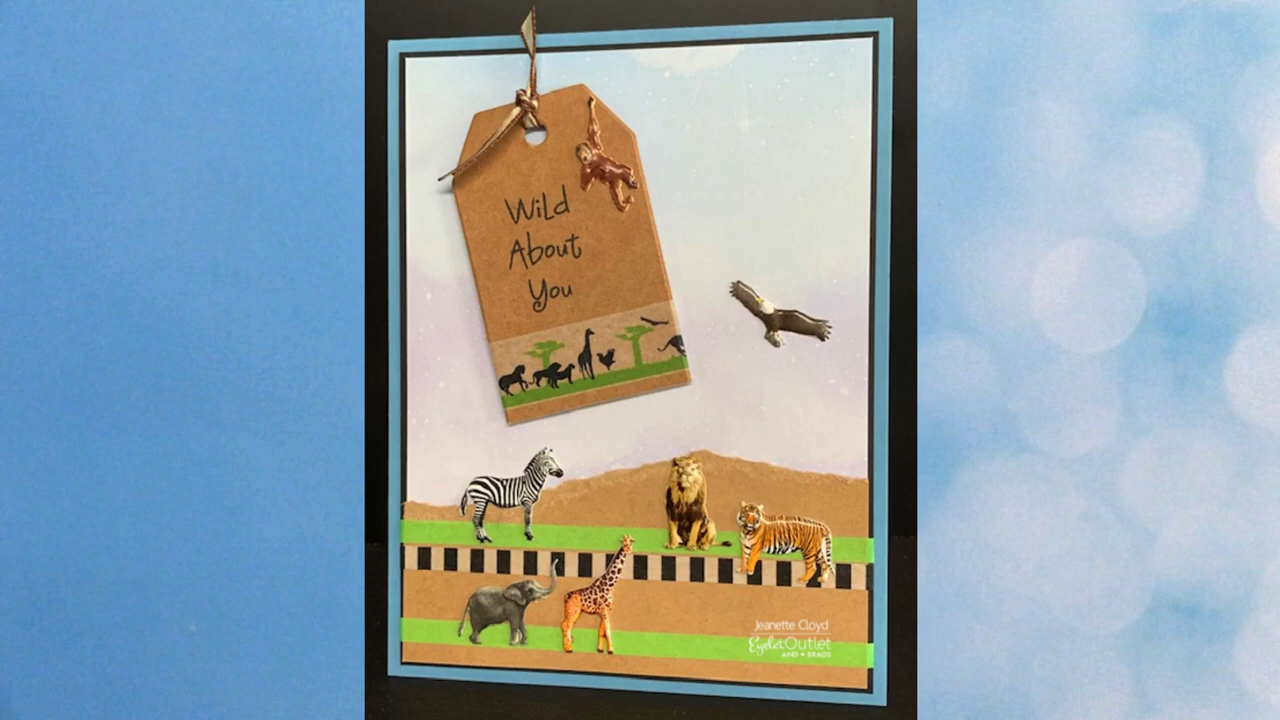 Wild
About
You
Jeanette Cloyd
EyeletOutlet
AND • BRADS